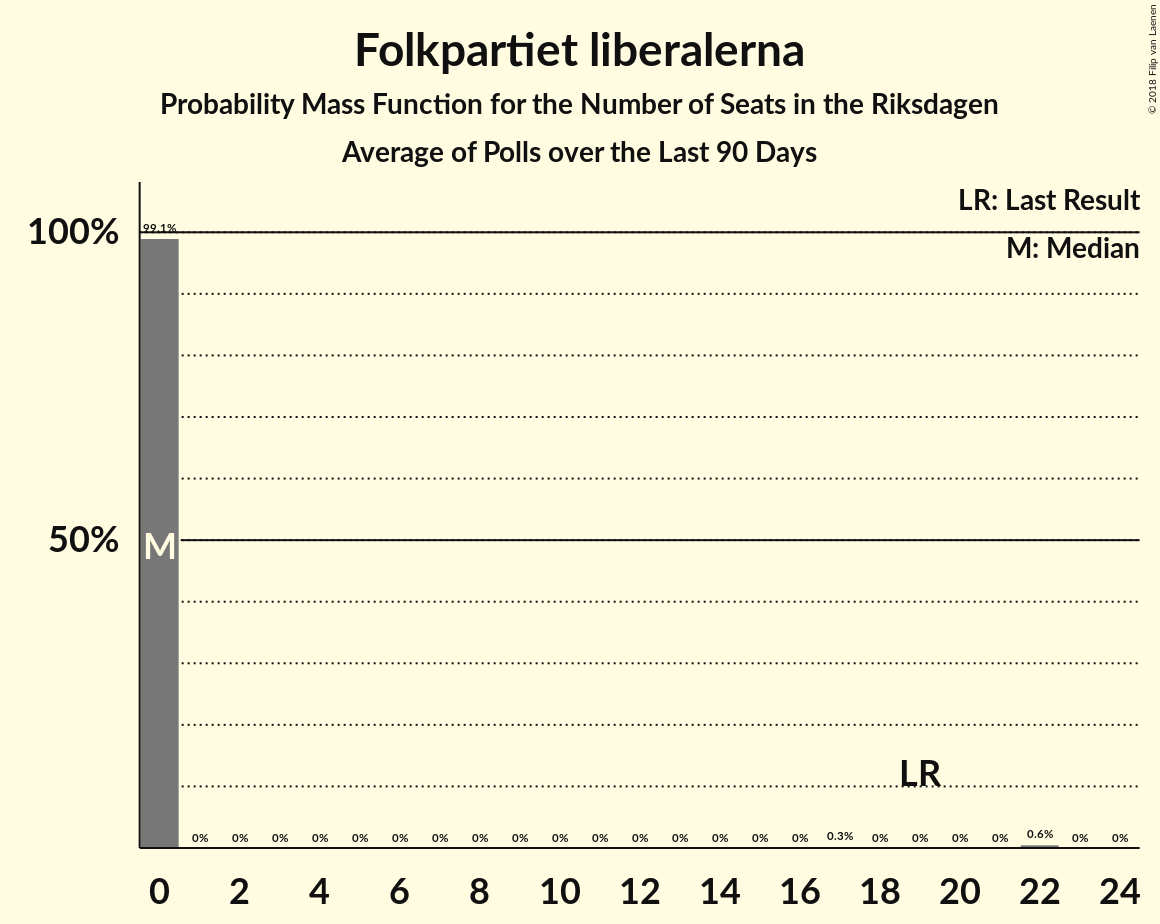 Folkpartiet liberalerna
Probability Mass Function for the Number of Seats in the Riksdagen
Average of Polls over the Last 90 Days
© 2018 Filip van Laenen
LR: Last Result
M: Median
100%
50%
99.1%
M
LR
0% 0% 0% 0% 0% 0% 0% 0% 0% 0% 0% 0% 0% 0% 0% 0% 0.3% 0% 0% 0% 0% 0.6% 0% 0%
0 2 4 6 8 10 12 14 16 18 20 22 24